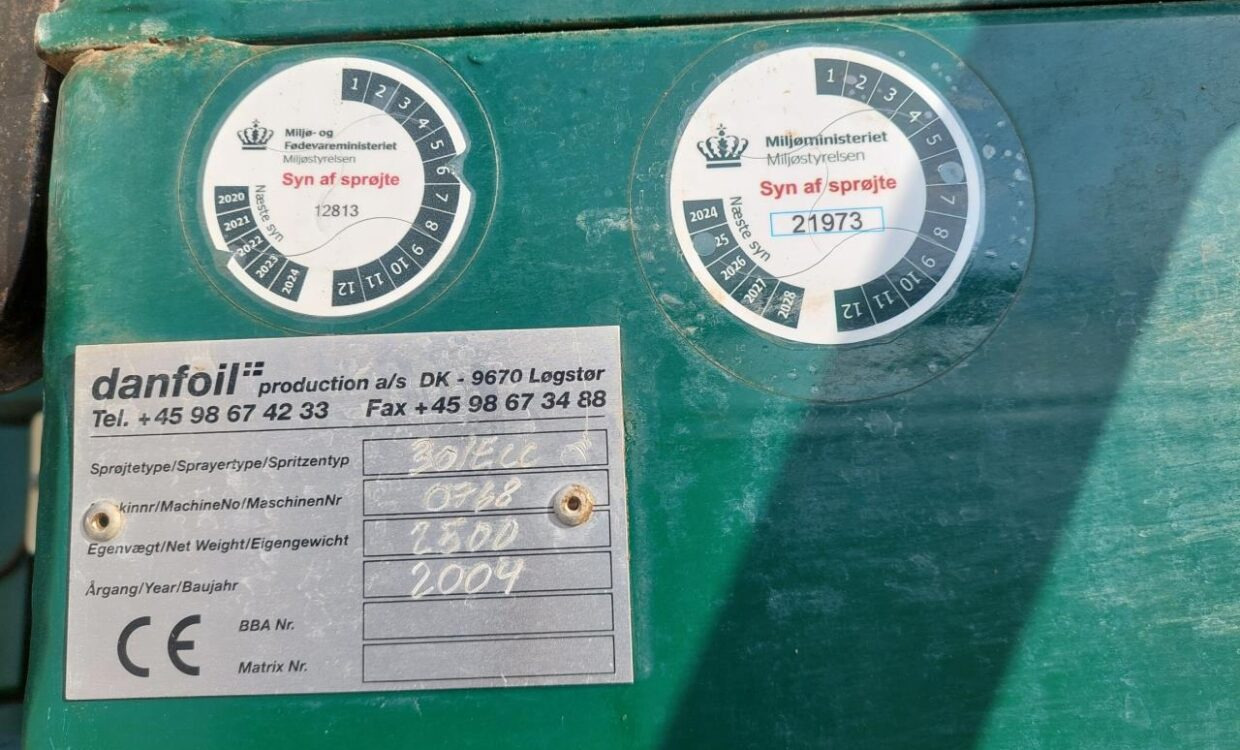 Miljø- og
Fødevareministeriet
Miljøstyrelsen
Syn af sprøjte
12813
Næste syn
2020
2021
2022
2023
2024
1 2 3 4 5 6 7 8 9 10 11 12
Miljøministeriet
Miljøstyrelsen
Syn af sprøjte
21973
Næste syn
2024
25
2026
2027
2028
1 2 3 4 5 7 8 9 10 11 12
danfoil production a/s DK - 9670 Løgstør
Tel. +45 98 67 42 33 Fax +45 98 67 34 88
Sprøjtetype/Sprayertype/Spritzentyp
kinnr/MachineNo/MaschinenNr
Egenvægt/Net Weight/Eigengewicht 2500
Årgang/Year/Baujahr 2004
CE BBA Nr.
Matrix Nr.